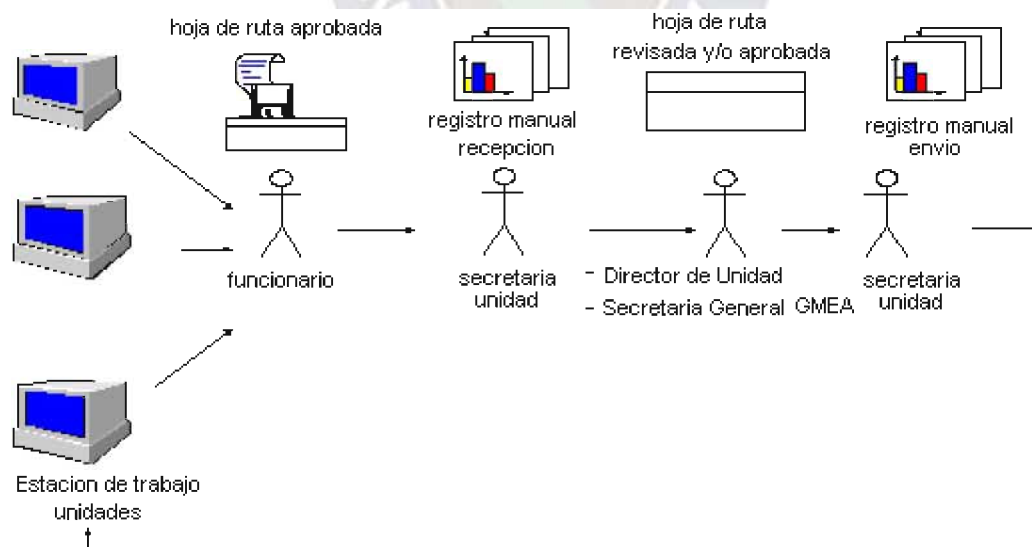 hoja de ruta aprobada
hoja de ruta
revisada y/o aprobada
registro manual
recepcion
registro manual
envio
funcionario
secretaria
unidad
- Director de Unidad
- Secretaria General GMEA
secretaria
unidad
Estacion de trabajo
unidades